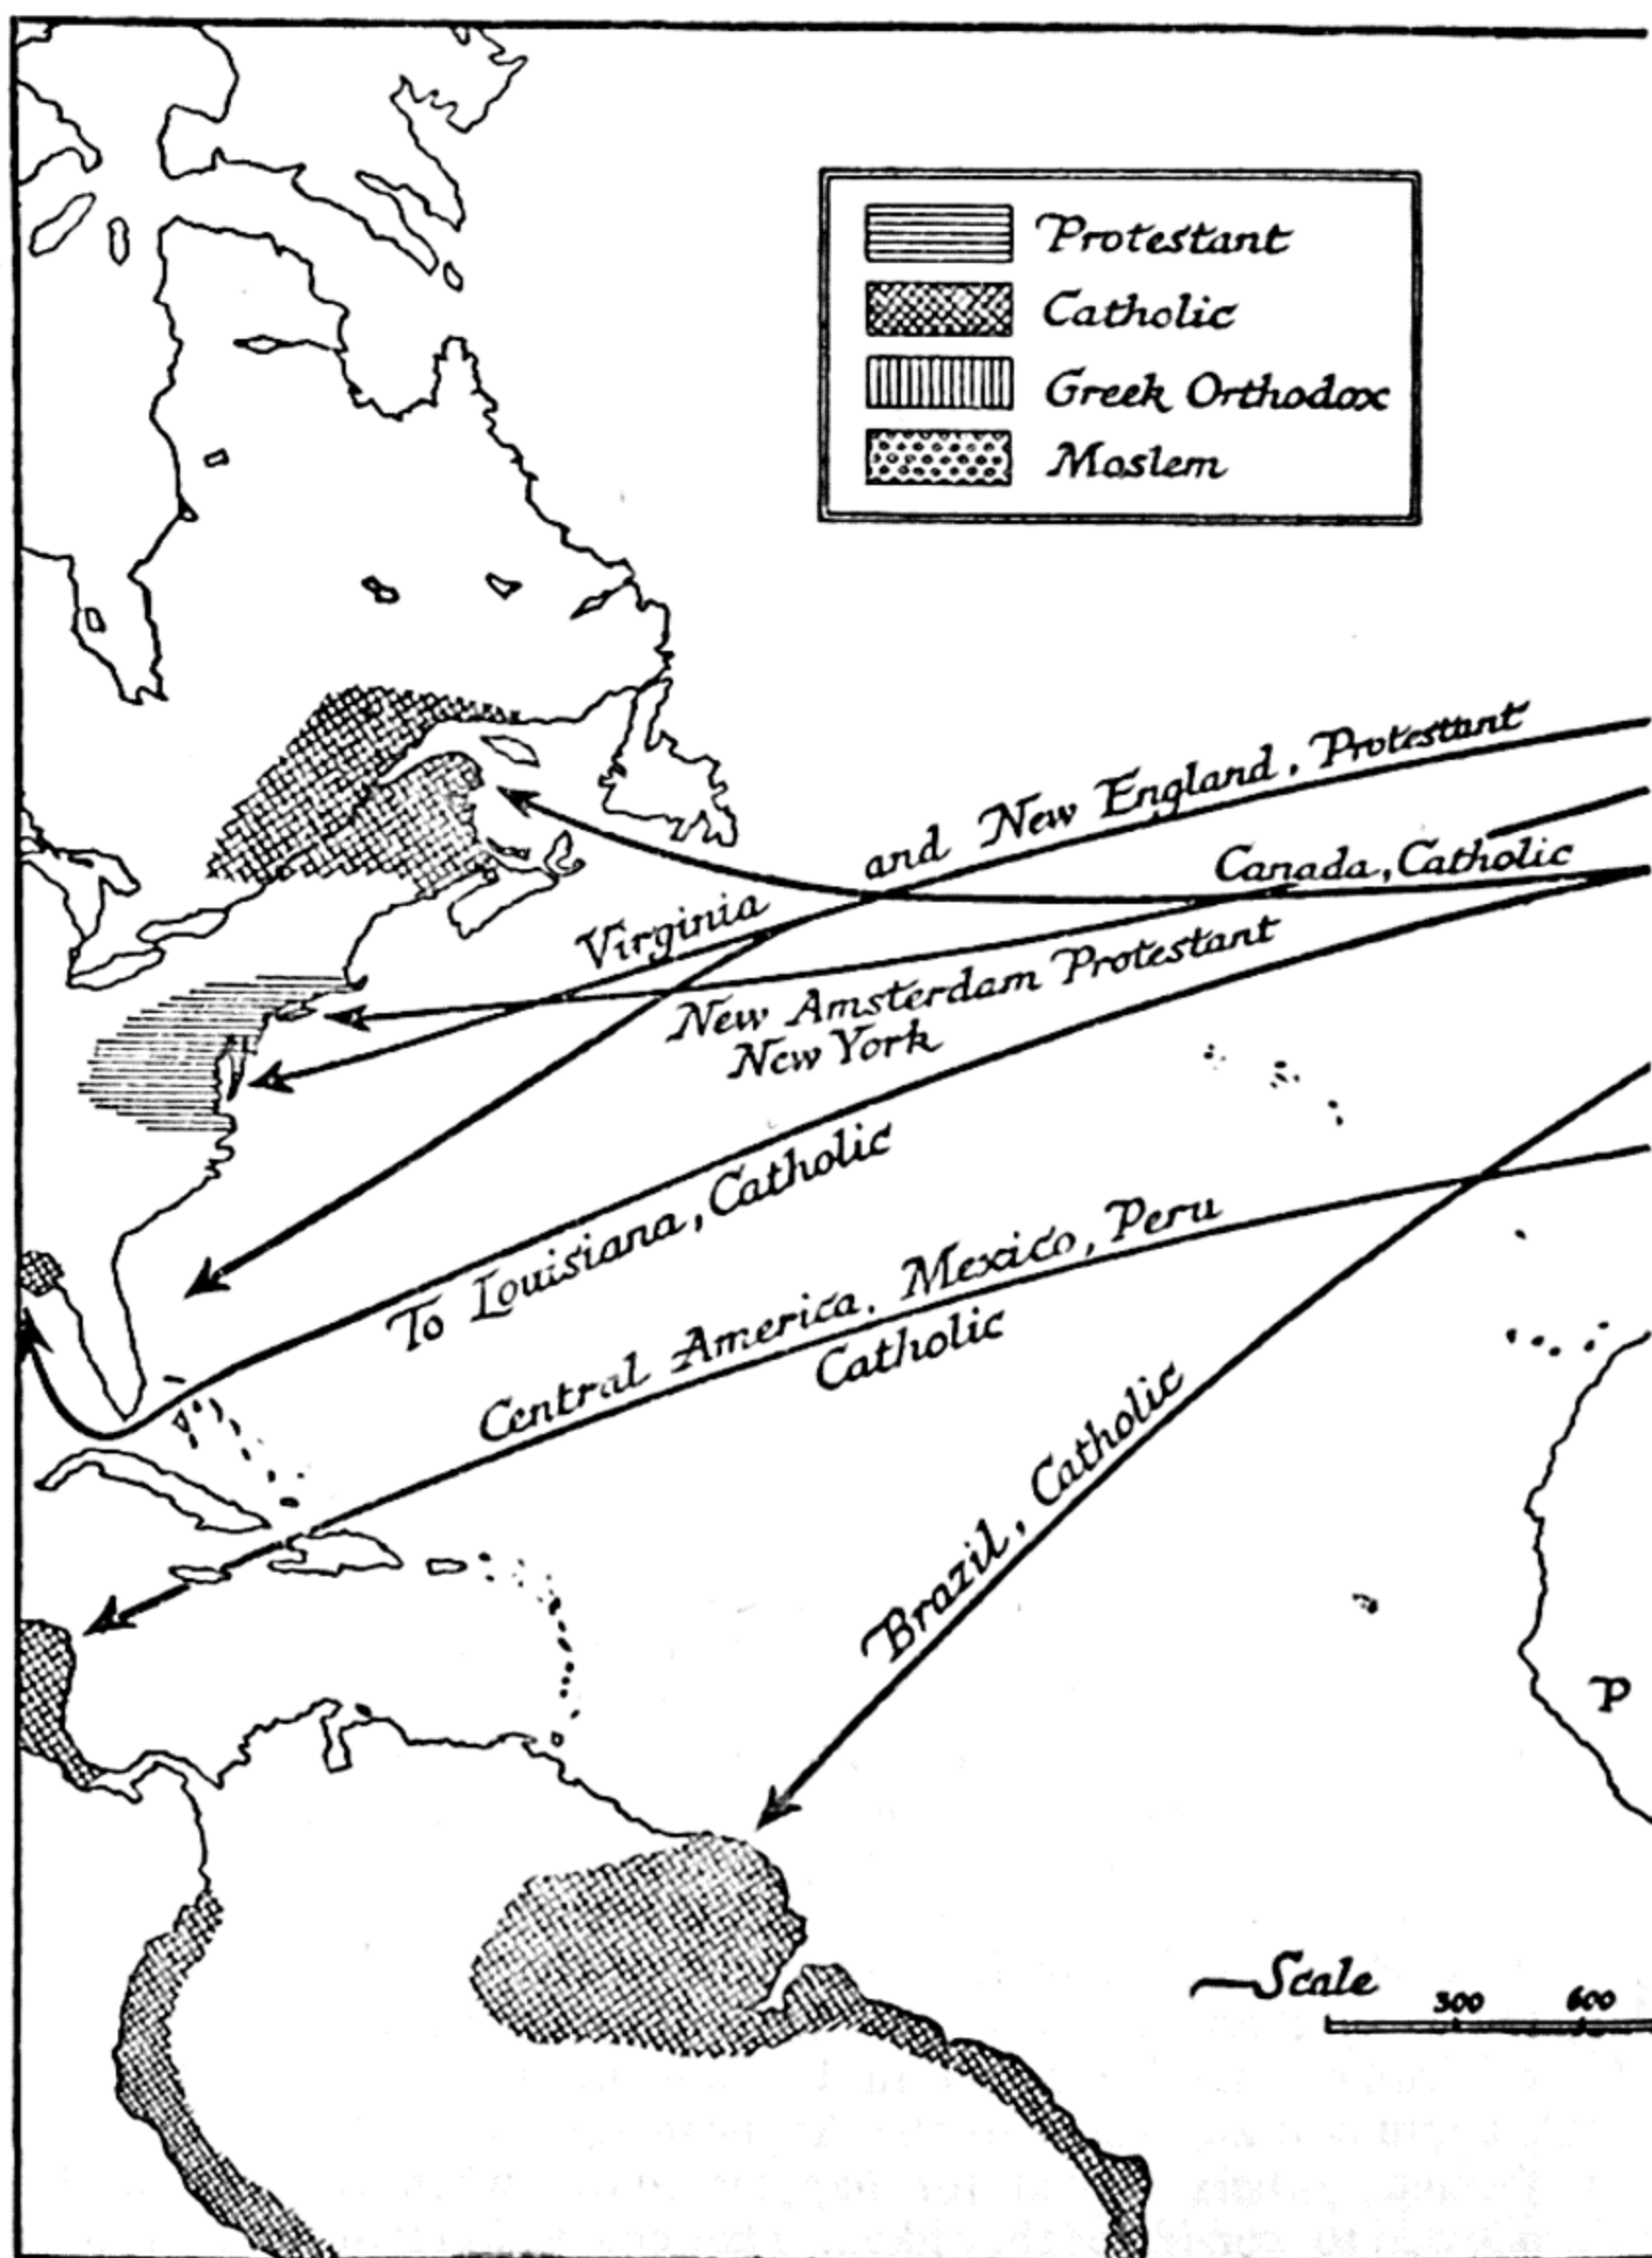 Protestant
Catholic
Greek Orthodox
Moslem
Virginia and New England, Protestant
Canada, Catholic
New Amsterdam Protestant
New York
To Louisiana, Catholic
Central America, Mexico, Peru
Catholic
Brazil, Catholic
P
Scale
300 600